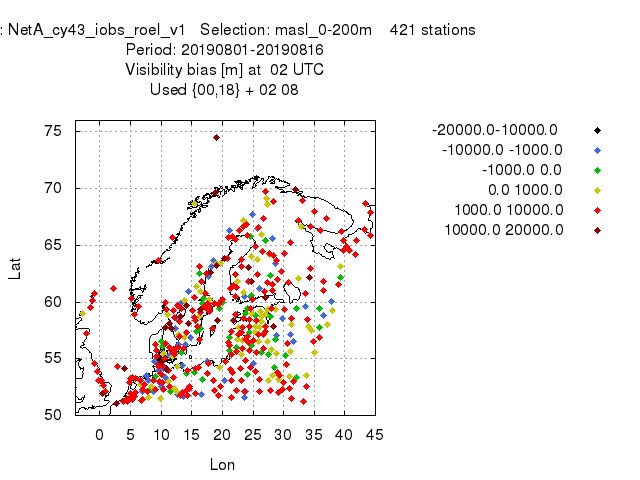 : NetA_cy43_iobs_roel_v1 Selection: masl_0-200m 421 stations
Period: 20190801-20190816
Visibility bias [m] at 02 UTC
Used {00,18} + 02 08
-20000.0-10000.0
-10000.0 -1000.0
-1000.0 0.0
0.0 1000.0
1000.0 10000.0
10000.0 20000.0
75
70
65
60
55
50
Lat
0 5 10 15 20 25 30 35 40 45
Lon